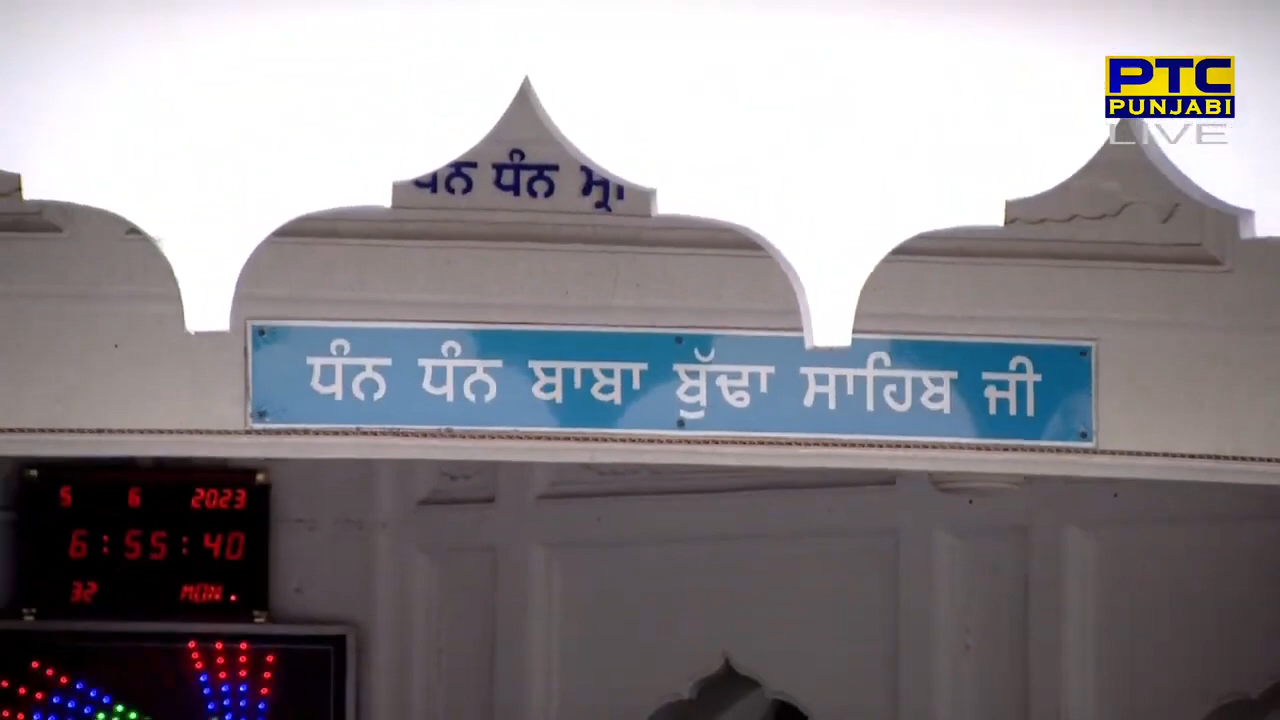 PTC
PUNJABI
LIVE
ਧੰਨ
ਧੰਨ ਧੰਨ ਬਾਬਾ ਬੁੱਢਾ ਸਾਹਿਬ ਜੀ
5 6 2023
6:55:40
32 MON.